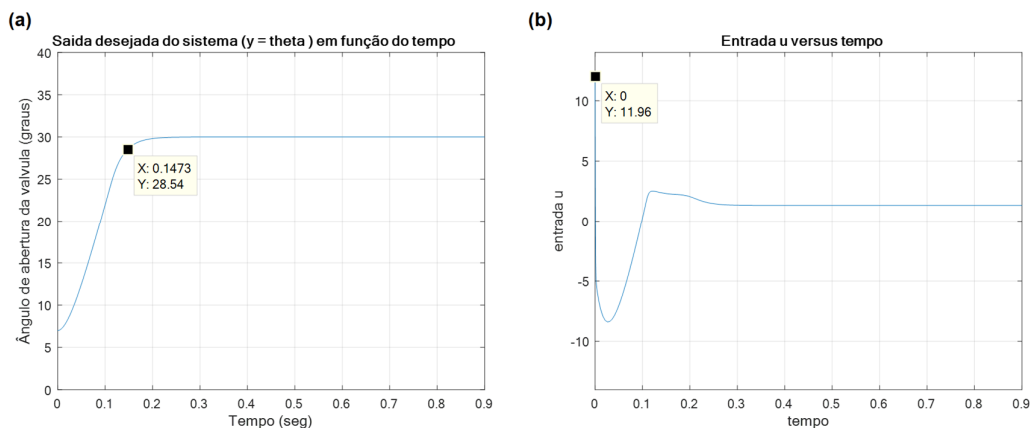 (a)
Saida desejada do sistema (y = theta ) em função do tempo
40
35
30
25
20
15
10
5
0
Ângulo de abertura da valvula (graus)
X: 0.1473
Y: 28.54
0 0.1 0.2 0.3 0.4 0.5 0.6 0.7 0.8 0.9
Tempo (seg)
(b)
Entrada u versus tempo
10
5
0
-5
-10
entrada u
X: 0
Y: 11.96
0 0.1 0.2 0.3 0.4 0.5 0.6 0.7 0.8 0.9
tempo